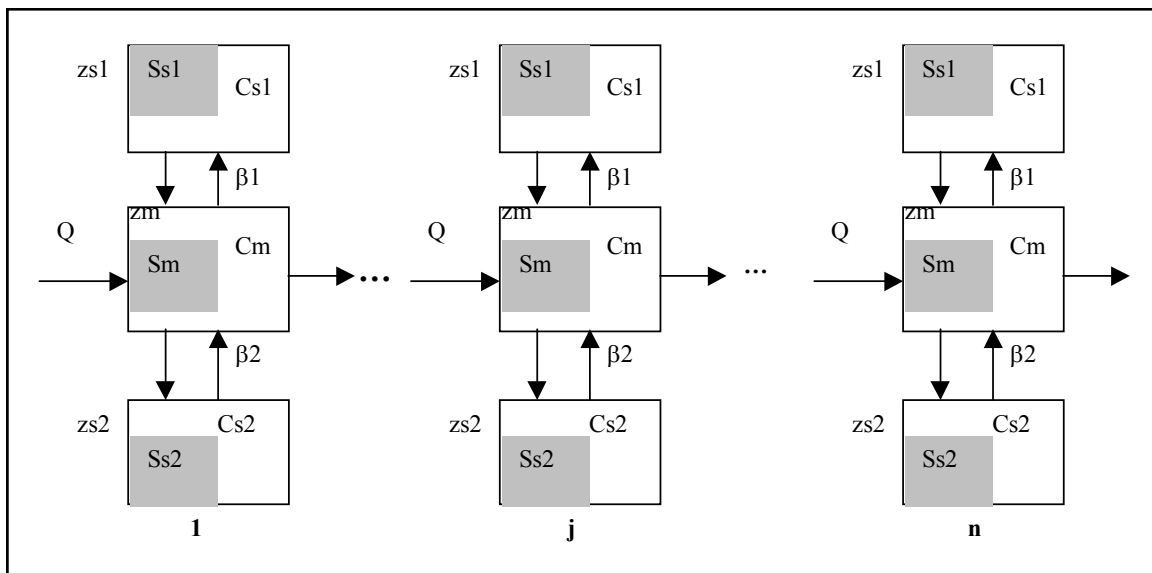 zs1 Ss1 Cs1 zs1 Ss1 Cs1 zs1 Ss1 Cs1
β1 β1 β1
zm zm zm
Q Cm Q Cm Q Cm
Sm ... Sm ... Sm
β2 β2 β2
zs2 Cs2 zs2 Cs2 zs2 Cs2
Ss2 Ss2 Ss2
1 j n